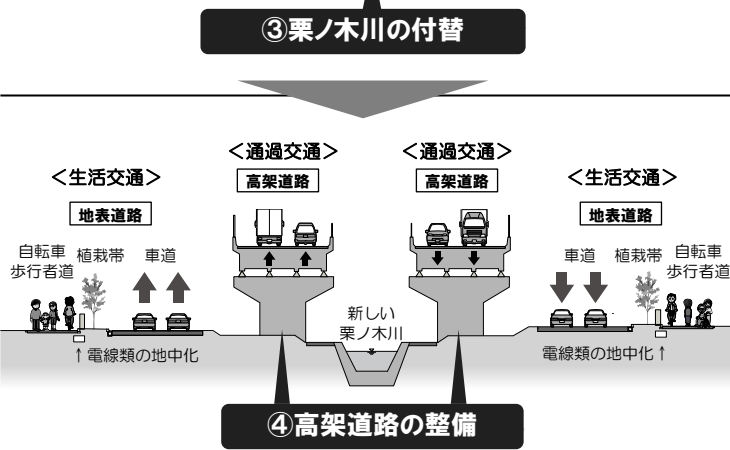 ③栗ノ木川の付替
＜通過交通＞
＜通過交通＞
高架道路
高架道路
＜生活交通＞
＜生活交通＞
地表道路
地表道路
自転車
歩行者道
植栽帯
車道
車道
植栽帯
自転車
歩行者道
新しい
栗ノ木川
↑電線類の地中化
電線類の地中化↑
④高架道路の整備